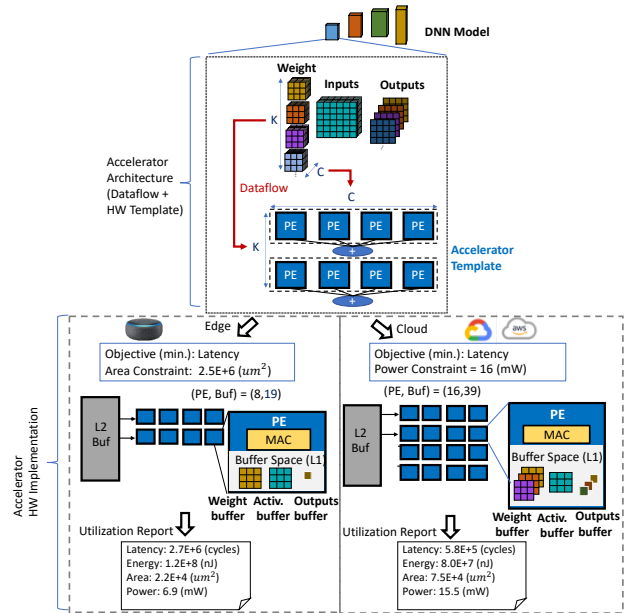 DNN Model
Weight
Inputs
Outputs
K
C
Dataflow
Accelerator
Architecture
(Dataflow +
HW Template)
C
PE PE PE PE
K
+
Accelerator
Template
PE PE PE PE
+
Accelerator
HW Implementation
Edge
Objective (min.): Latency
Area Constraint: 2.5E+6 (um²)
(PE, Buf) = (8,19)
L2
Buf
PE
MAC
Buffer Space (L1)
Weight
buffer
Activ.
buffer
Outputs
buffer
Utilization Report
Latency: 2.7E+6 (cycles)
Energy: 1.2E+8 (nJ)
Area: 2.2E+4 (um²)
Power: 6.9 (mW)
Cloud
aws
Objective (min.): Latency
Power Constraint = 16 (mW)
(PE, Buf) = (16,39)
L2
Buf
PE
MAC
Buffer Space (L1)
Weight
buffer
Activ.
buffer
Outputs
buffer
Utilization Report
Latency: 5.8E+5 (cycles)
Energy: 8.0E+7 (nJ)
Area: 7.5E+4 (um²)
Power: 15.5 (mW)